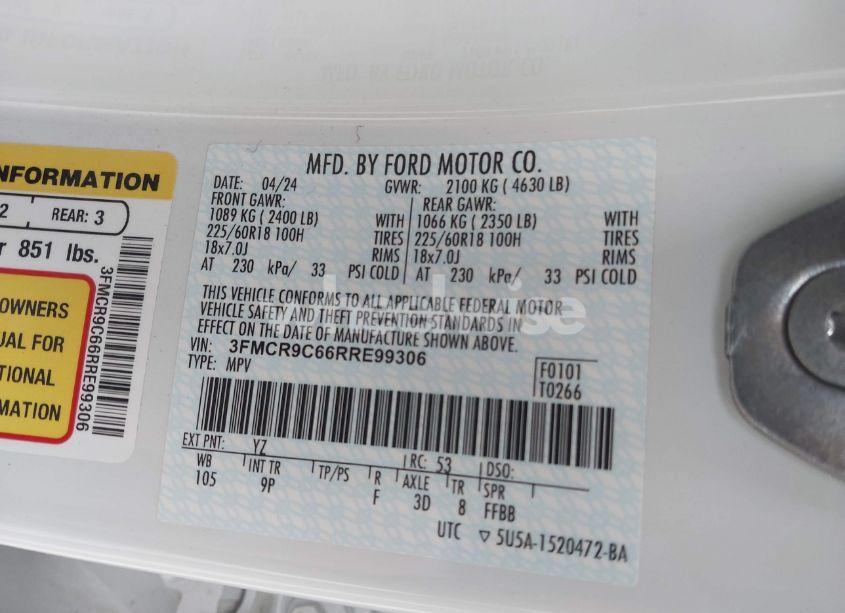 MFD. BY FORD MOTOR CO.
DATE: 04/24 GVWR: 2100 KG ( 4630 LB)
FRONT GAWR: REAR GAWR:
1089 KG ( 2400 LB) WITH 1066 KG ( 2350 LB) WITH
225/60R18 100H TIRES 225/60R18 100H TIRES
18x7.0J RIMS 18x7.0J RIMS
AT 230 kPa/ 33 PSI COLD AT 230 kPa/ 33 PSI COLD
THIS VEHICLE CONFORMS TO ALL APPLICABLE FEDERAL MOTOR
VEHICLE SAFETY AND THEFT PREVENTION STANDARDS IN
EFFECT ON THE DATE OF MANUFACTURE SHOWN ABOVE.
VIN: 3FMCR9C66RRE99306
TYPE: MPV
F0101
T0266
EXT PNT: YZ RC: 53 DSO:
WB INT TR TP/PS R AXLE TR SPR
105 9P F 3D 8 FFBB
UTC ▽ 5U5A-1520472-BA
NFORMATION
2 REAR: 3
851 lbs.
OWNERS
UAL FOR
TIONAL
RMATION
3FMCR9C66RRE99306